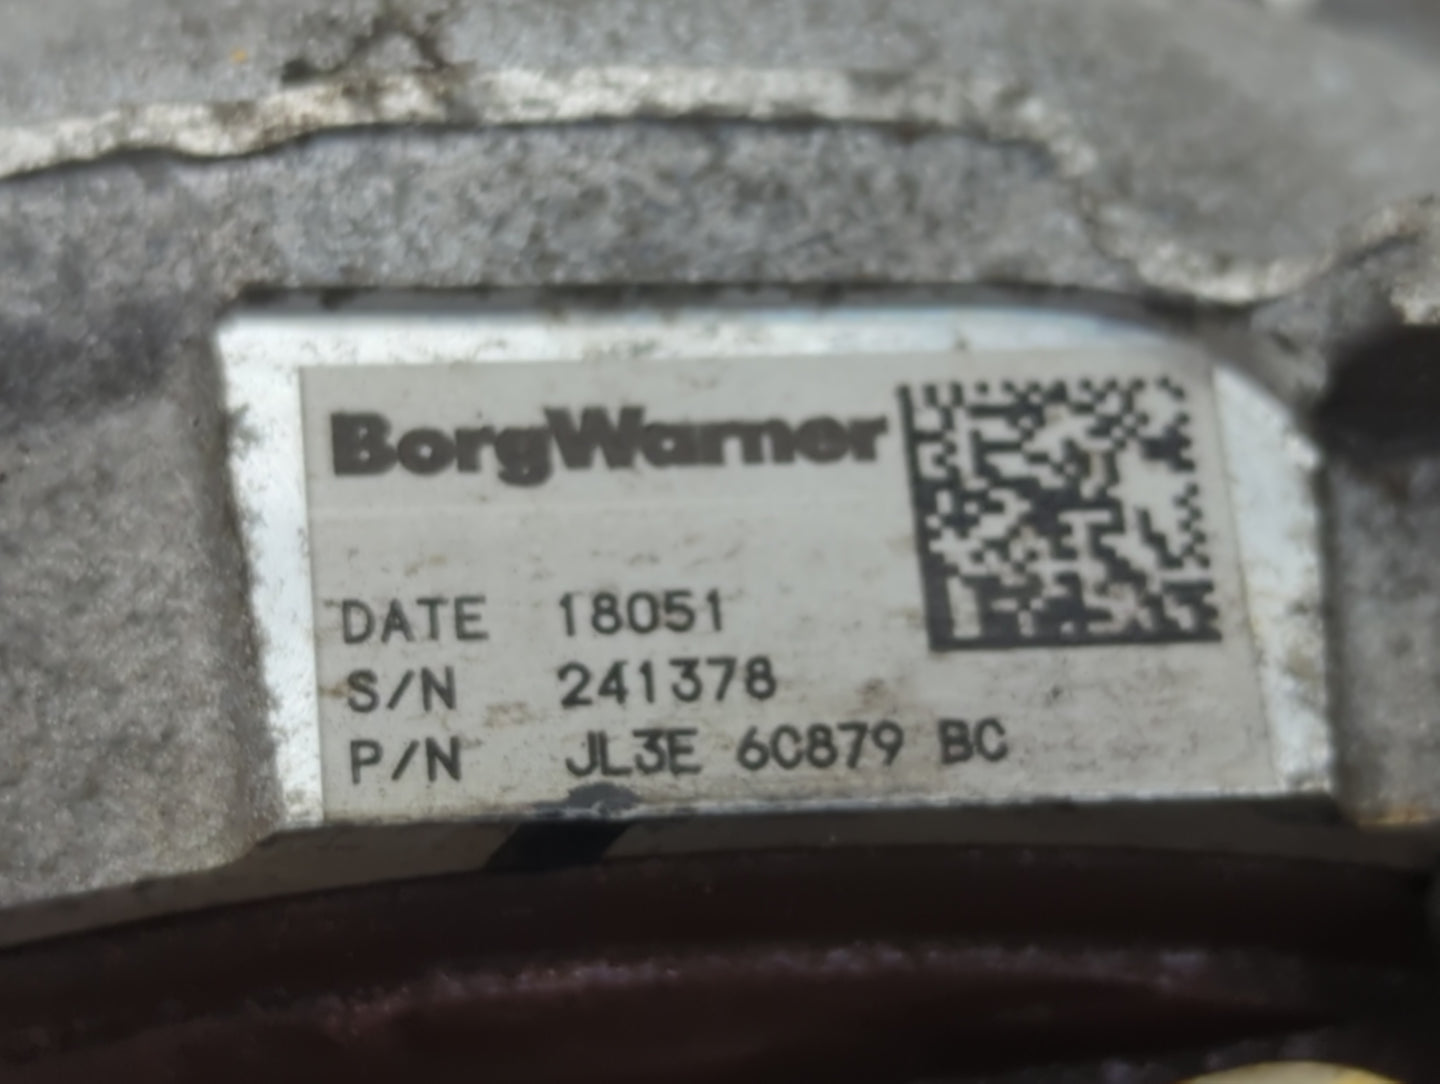 BorgWarner
DATE 18051
S/N 241378
P/N JL3E 6C879 BC